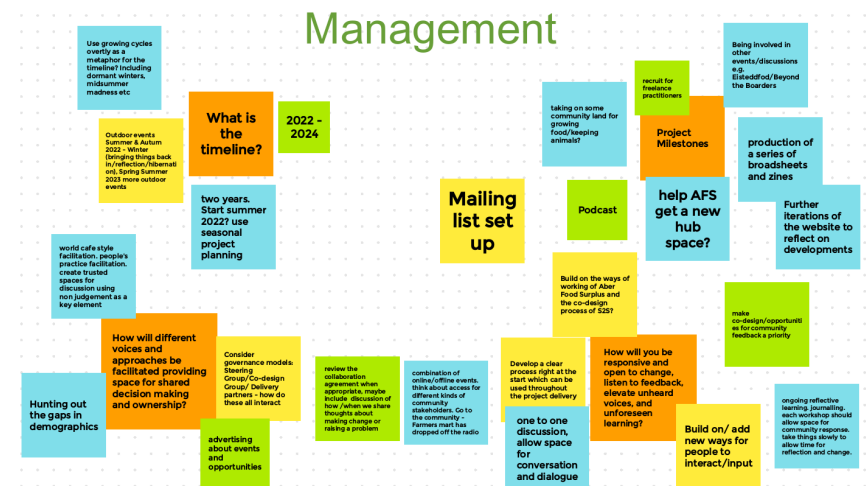 Management
Use growing cycles
overtly as a
metaphor for the
timeline? Including
dormant winters,
midsummer
madness etc
What is
the
timeline?
2022 -
2024
Outdoor events
Summer & Autum
2022 - Winter
(bringing things back
in/reflection/hibernati
on), Spring Summer
2023 more outdoor
events
two years.
Start summer
2022? use
seasonal
project
planning
Being involved in
other
events/discussions
e.g.
Eisteddfod/Beyond
the Boarders
recruit for
freelance
practitioners
taking on some
community land for
growing
food/keeping
animals?
Project
Milestones
production of
a series of
broadsheets
and zines
Mailing
list set
up
Podcast
help AFS
get a new
hub
space?
Further
iterations of
the website to
reflect on
developments
world cafe style
facilitation. people's
practice facilitation.
create trusted
spaces for
discussion using
non judgement as a
key element
How will different
voices and
approaches be
facilitated providing
space for shared
decision making
and ownership?
Consider
governance models:
Steering
Group/Co-design
Group/ Delivery
partners - how do
these all interact
Hunting out
the gaps in
demographics
advertising
about events
and
opportunities
review the
collaboration
agreement when
appropriate, maybe
include discussion
of how /when we share
thoughts about
making change or
raising a problem
combination of
online/offline events.
think about access for
different kinds of
community
stakeholders. Go to
the community -
Farmers mart has
dropped off the radio
Build on the ways of
working of Aber
Food Surplus and
the co-design
process of S2S?
Develop a clear
process right at the
start which can be
used throughout
the project delivery
How will you be
responsive and
open to change,
listen to feedback,
elevate unheard
voices, and
unforeseen
learning?
make
co-design/opportuniti
es for community
feedback a priority
one to one
discussion,
allow space
for
conversation
and dialogue
Build on/ add
new ways for
people to
interact/input
ongoing reflective
learning. journalling.
each workshop should
allow space for
community response.
take things slowly to
allow time for
reflection and change.